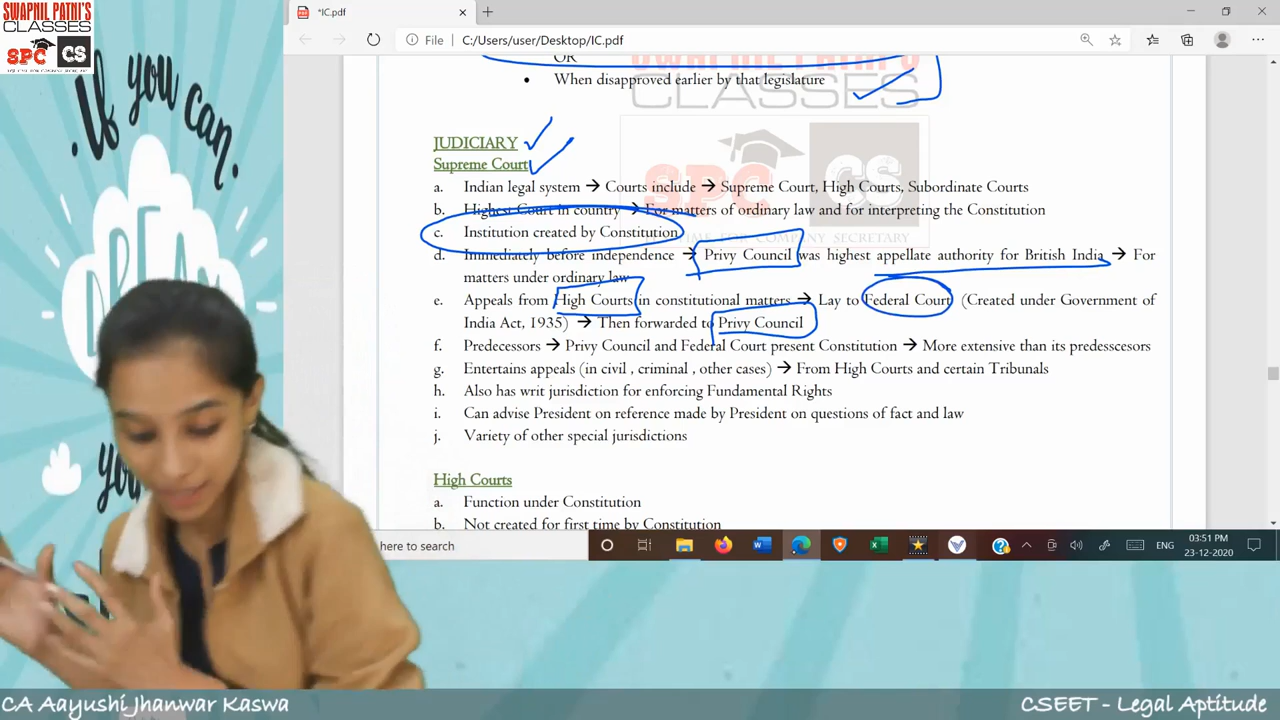 SWAPNIL PATNI'S
CLASSES
SPC CS
If you can
DREAM
you
*IC.pdf
File C:/Users/user/Desktop/IC.pdf
OR
• When disapproved earlier by that legislature
CLASSES
SPC CS
TIME FOR COMPANY SECRETARY
JUDICIARY
Supreme Court
a. Indian legal system → Courts include → Supreme Court, High Courts, Subordinate Courts
b. Highest Court in country → For matters of ordinary law and for interpreting the Constitution
c. Institution created by Constitution
d. Immediately before independence → Privy Council was highest appellate authority for British India → For
matters under ordinary law
e. Appeals from High Courts in constitutional matters → Lay to Federal Court (Created under Government of
India Act, 1935) → Then forwarded to Privy Council
f. Predecessors → Privy Council and Federal Court present Constitution → More extensive than its predesscesors
g. Entertains appeals (in civil , criminal , other cases) → From High Courts and certain Tribunals
h. Also has writ jurisdiction for enforcing Fundamental Rights
i. Can advise President on reference made by President on questions of fact and law
j. Variety of other special jurisdictions
High Courts
a. Function under Constitution
b. Not created for first time by Constitution
here to search
ENG
03:51 PM
23-12-2020
CA Aayushi Jhanwar Kaswa
CSEET - Legal Aptitude